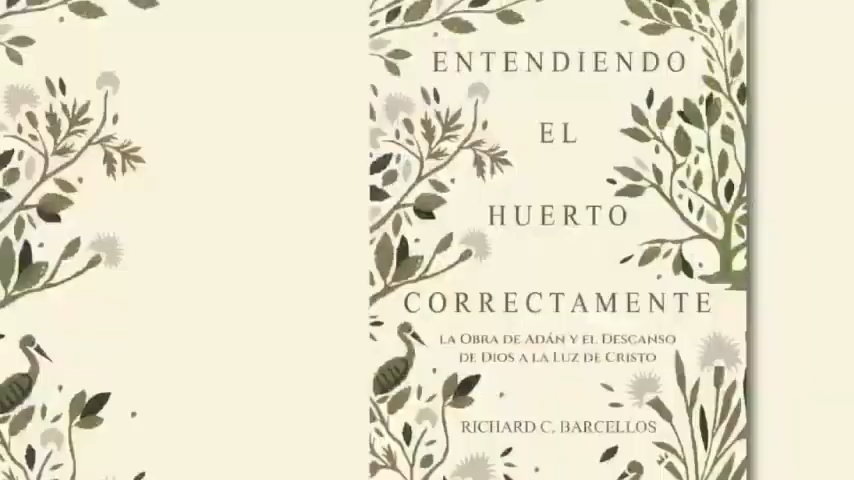 ENTENDIENDO
EL
HUERTO
CORRECTAMENTE
LA OBRA DE ADÁN Y EL DESCANSO
DE DIOS A LA LUZ DE CRISTO
RICHARD C. BARCELLOS